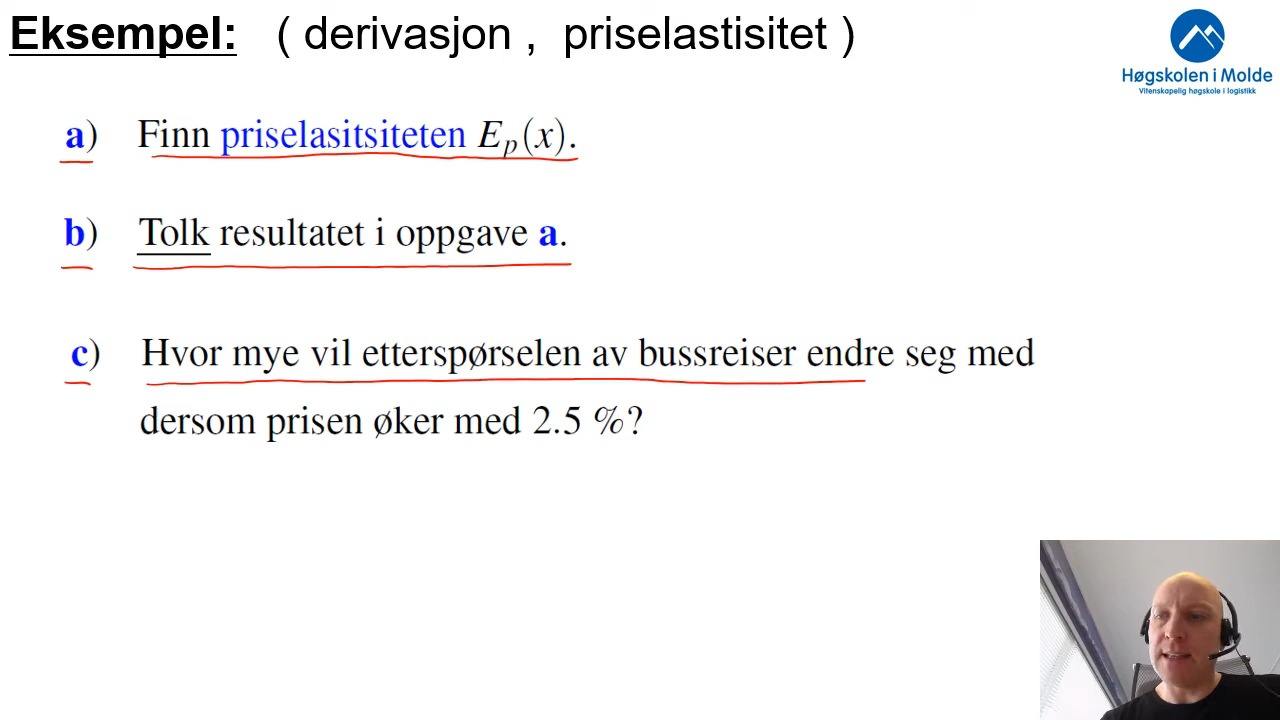 Eksempel: ( derivasjon , priselastisitet )
Høgskolen i Molde
Vitenskapelig høgskole i logistikk
a) Finn priselasitsiteten Eₚ(x).
b) Tolk resultatet i oppgave a.
c) Hvor mye vil etterspørselen av bussreiser endre seg med
dersom prisen øker med 2.5 %?